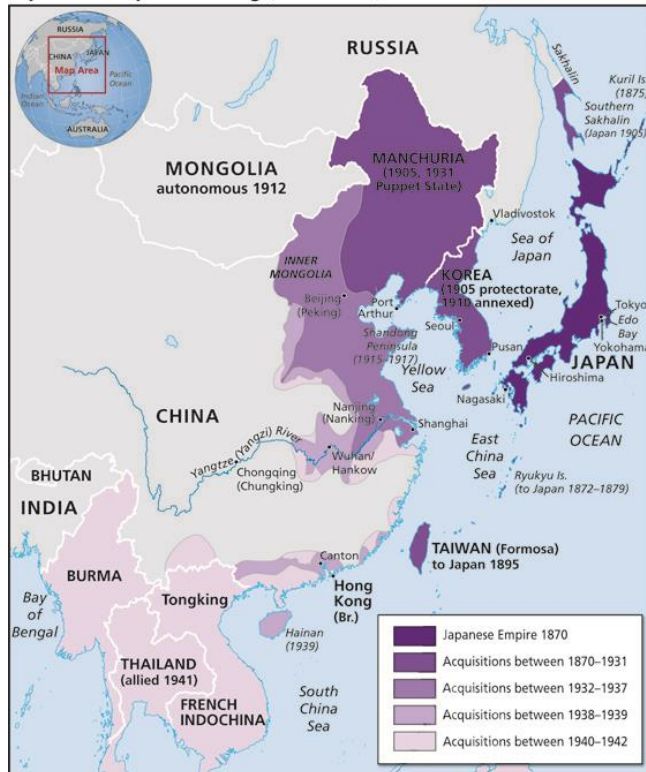 RUSSIA
CHINA
JAPAN
Map Area
Pacific
Ocean
Indian
Ocean
AUSTRALIA
RUSSIA
Sakhalin
Kuril Is.
(1875)
Southern
Sakhalin
(Japan 1905)
MONGOLIA
autonomous 1912
MANCHURIA
(1905, 1931
Puppet State)
Vladivostok
Sea of
Japan
INNER
MONGOLIA
Beijing
(Peking)
Port
Arthur
KOREA
(1905 protectorate,
1910 annexed)
Seoul
Shandong
Peninsula
(1915–1917)
Pusan
Tokyo
Edo
Bay
Yokohama
JAPAN
Hiroshima
Nagasaki
Yellow
Sea
CHINA
Nanjing
(Nanking)
Shanghai
PACIFIC
OCEAN
Yangtze (Yangzi) River
Wuhan/
Hankow
Chongqing
(Chungking)
East
China
Sea
Ryukyu Is.
(to Japan 1872–1879)
BHUTAN
INDIA
BURMA
Canton
TAIWAN (Formosa)
to Japan 1895
Hong
Kong
(Br.)
Tongking
Bay
of
Bengal
Hainan
(1939)
THAILAND
(allied 1941)
FRENCH
INDOCHINA
South
China
Sea
Japanese Empire 1870
Acquisitions between 1870–1931
Acquisitions between 1932–1937
Acquisitions between 1938–1939
Acquisitions between 1940–1942